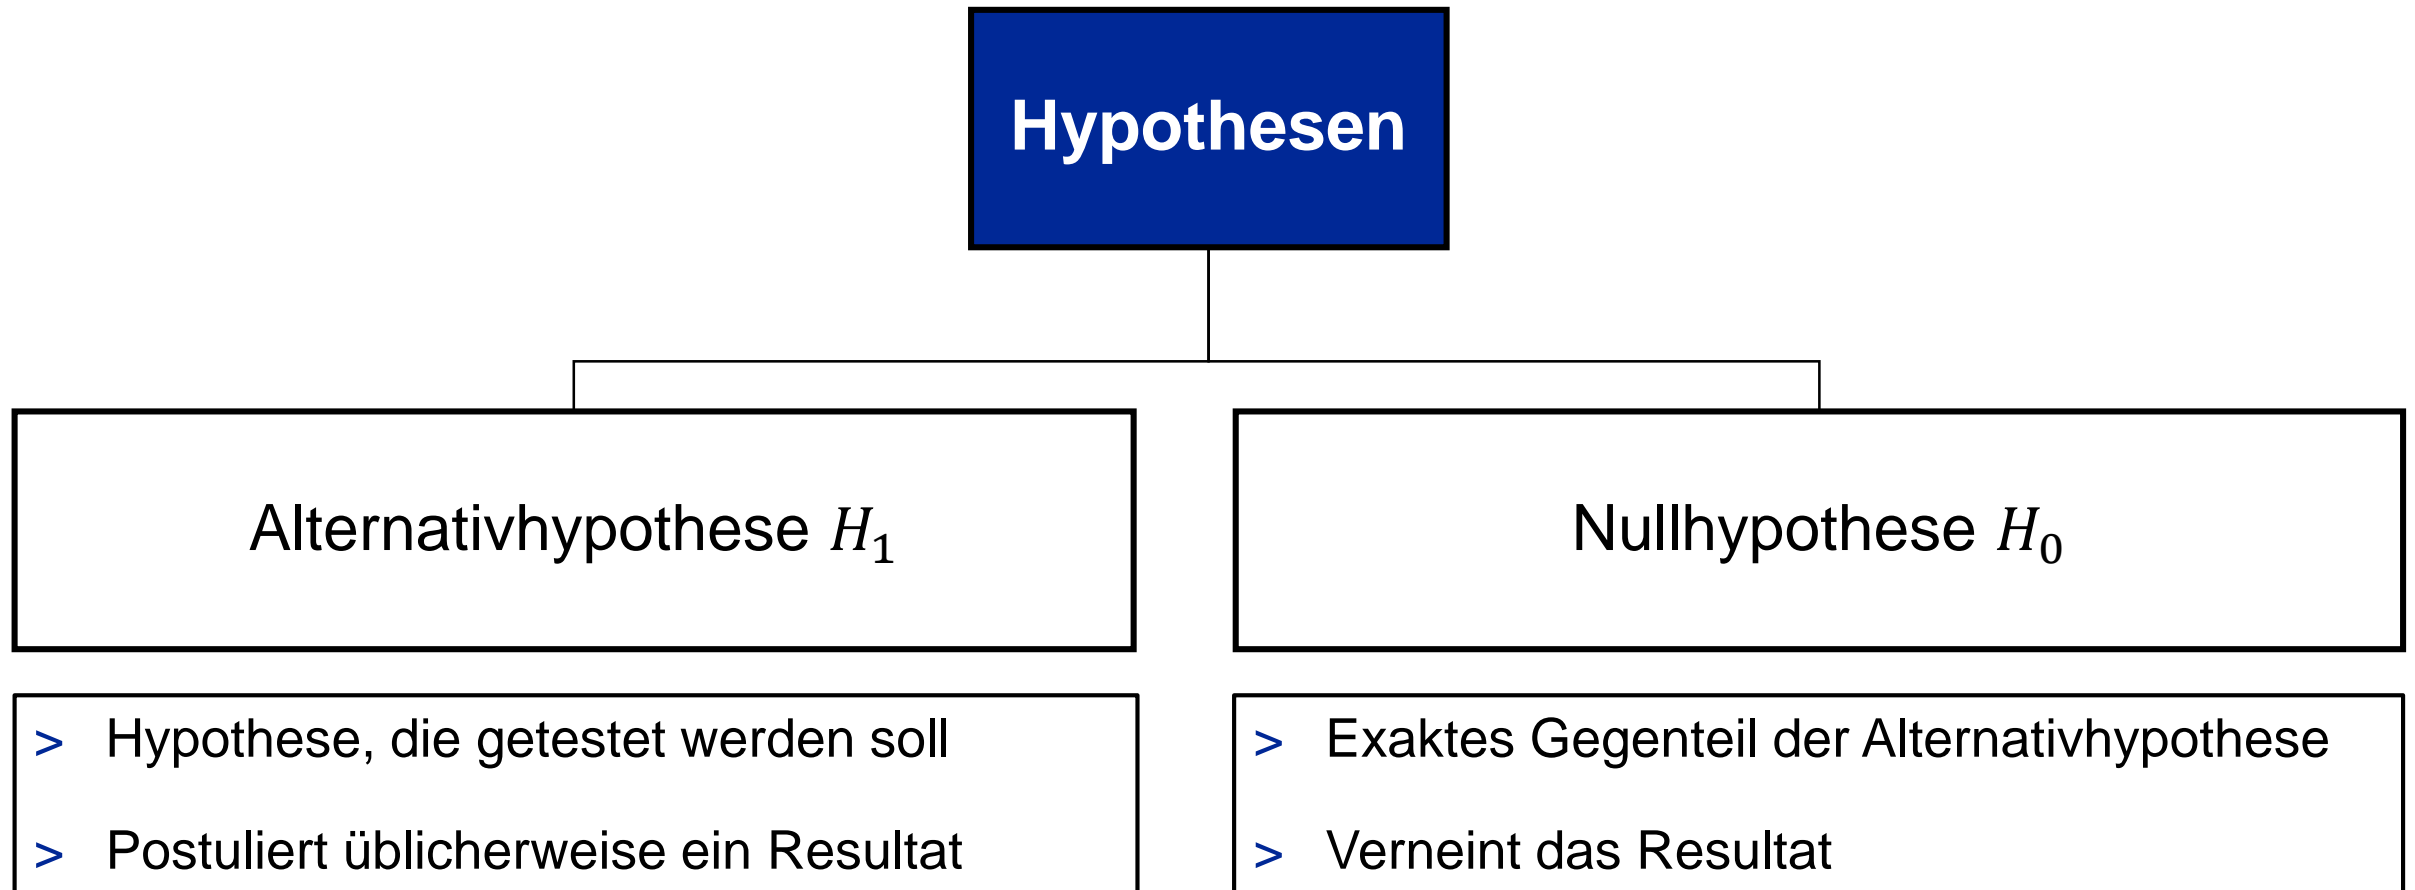 Hypothesen
Alternativhypothese H₁
Nullhypothese H₀
> Hypothese, die getestet werden soll
> Postuliert üblicherweise ein Resultat
> Exaktes Gegenteil der Alternativhypothese
> Verneint das Resultat